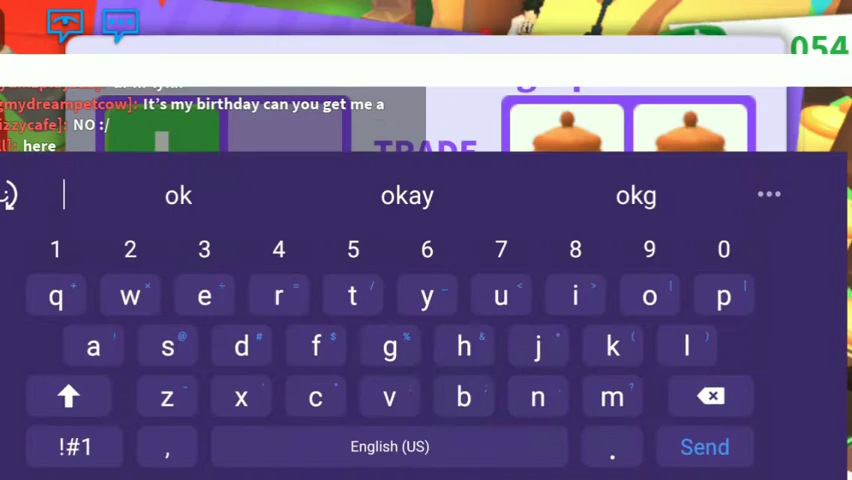 054
gmydreampetcow]: It's my birthday can you get me a
izzycafe]: NO :/
l]: here
TRADE
ok okay okg
1 2 3 4 5 6 7 8 9 0
q w e r t y u i o p
a s d f g h j k l
z x c v b n m
!#1 , English (US) . Send